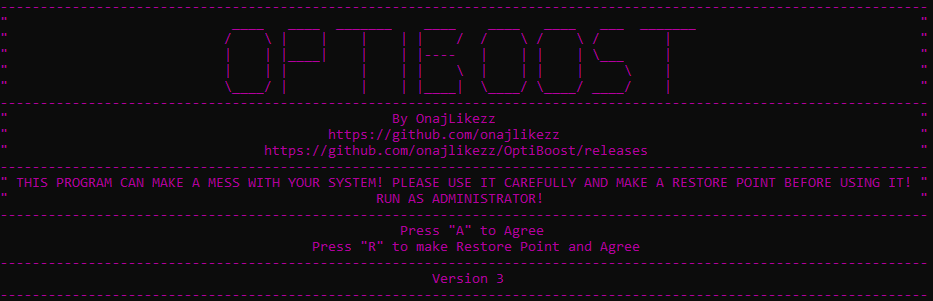 OPTIBOOST
By OnajLikezz
https://github.com/onajlikezz
https://github.com/onajlikezz/OptiBoost/releases
THIS PROGRAM CAN MAKE A MESS WITH YOUR SYSTEM! PLEASE USE IT CAREFULLY AND MAKE A RESTORE POINT BEFORE USING IT!
RUN AS ADMINISTRATOR!
Press "A" to Agree
Press "R" to make Restore Point and Agree
Version 3